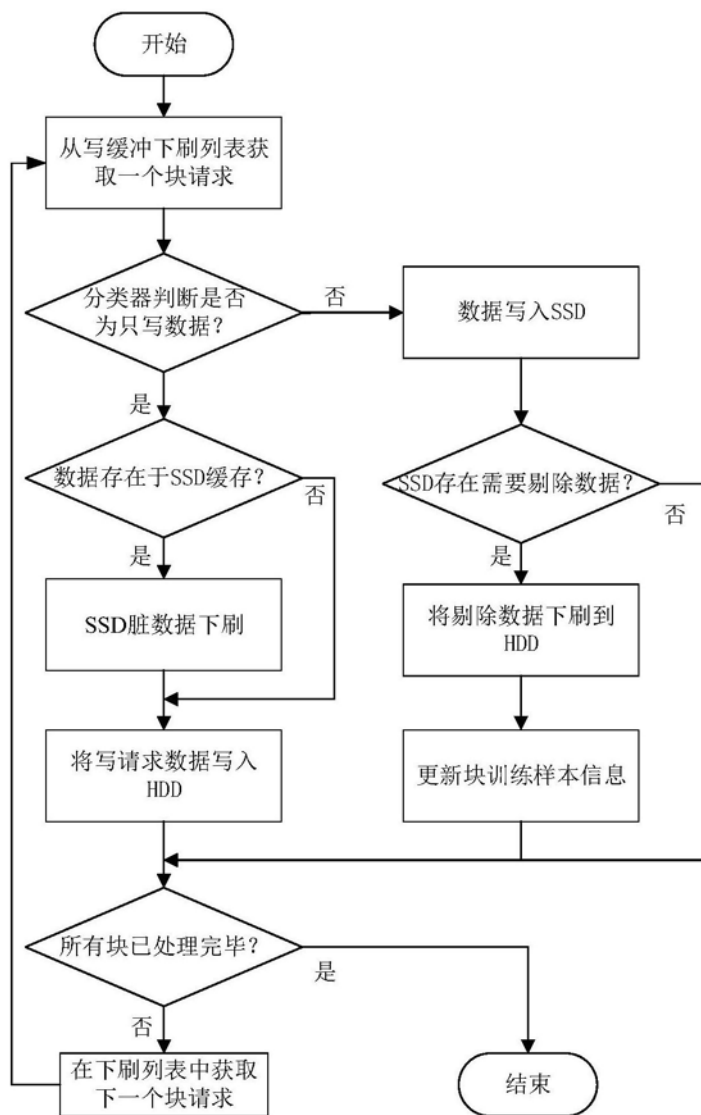 开始
从写缓冲下刷列表获
取一个块请求
分类器判断是否
为只写数据?
否
数据写入SSD
是
数据存在于SSD缓存?
否
SSD存在需要剔除数据?
否
是
是
SSD脏数据下刷
将剔除数据下刷到
HDD
将写请求数据写入
HDD
更新块训练样本信息
所有块已处理完毕?
是
否
在下刷列表中获取
下一个块请求
结束